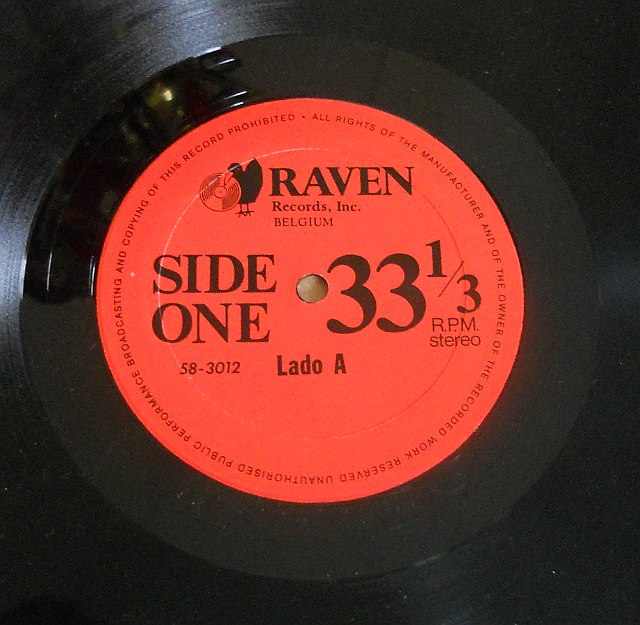 RAVEN
Records, Inc.
BELGIUM
SIDE
ONE
33 1/3
R.P.M.
stereo
58-3012
Lado A
ALL RIGHTS OF THE MANUFACTURER AND OF THE OWNER OF THE RECORDED WORK RESERVED UNAUTHORISED PUBLIC PERFORMANCE BROADCASTING AND COPYING OF THIS RECORD PROHIBITED •